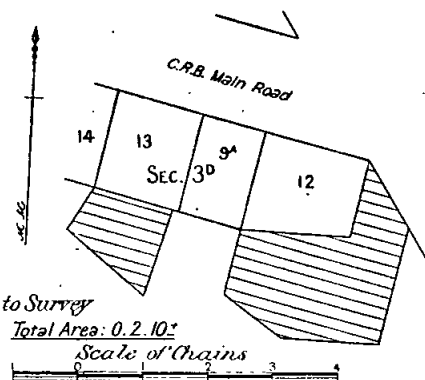 C.R.B. Main Road
14
13
9ᴬ
12
SEC. 3ᴰ
to Survey
Total Area: 0.2.10±
Scale of Chains
0 1 2 3 4